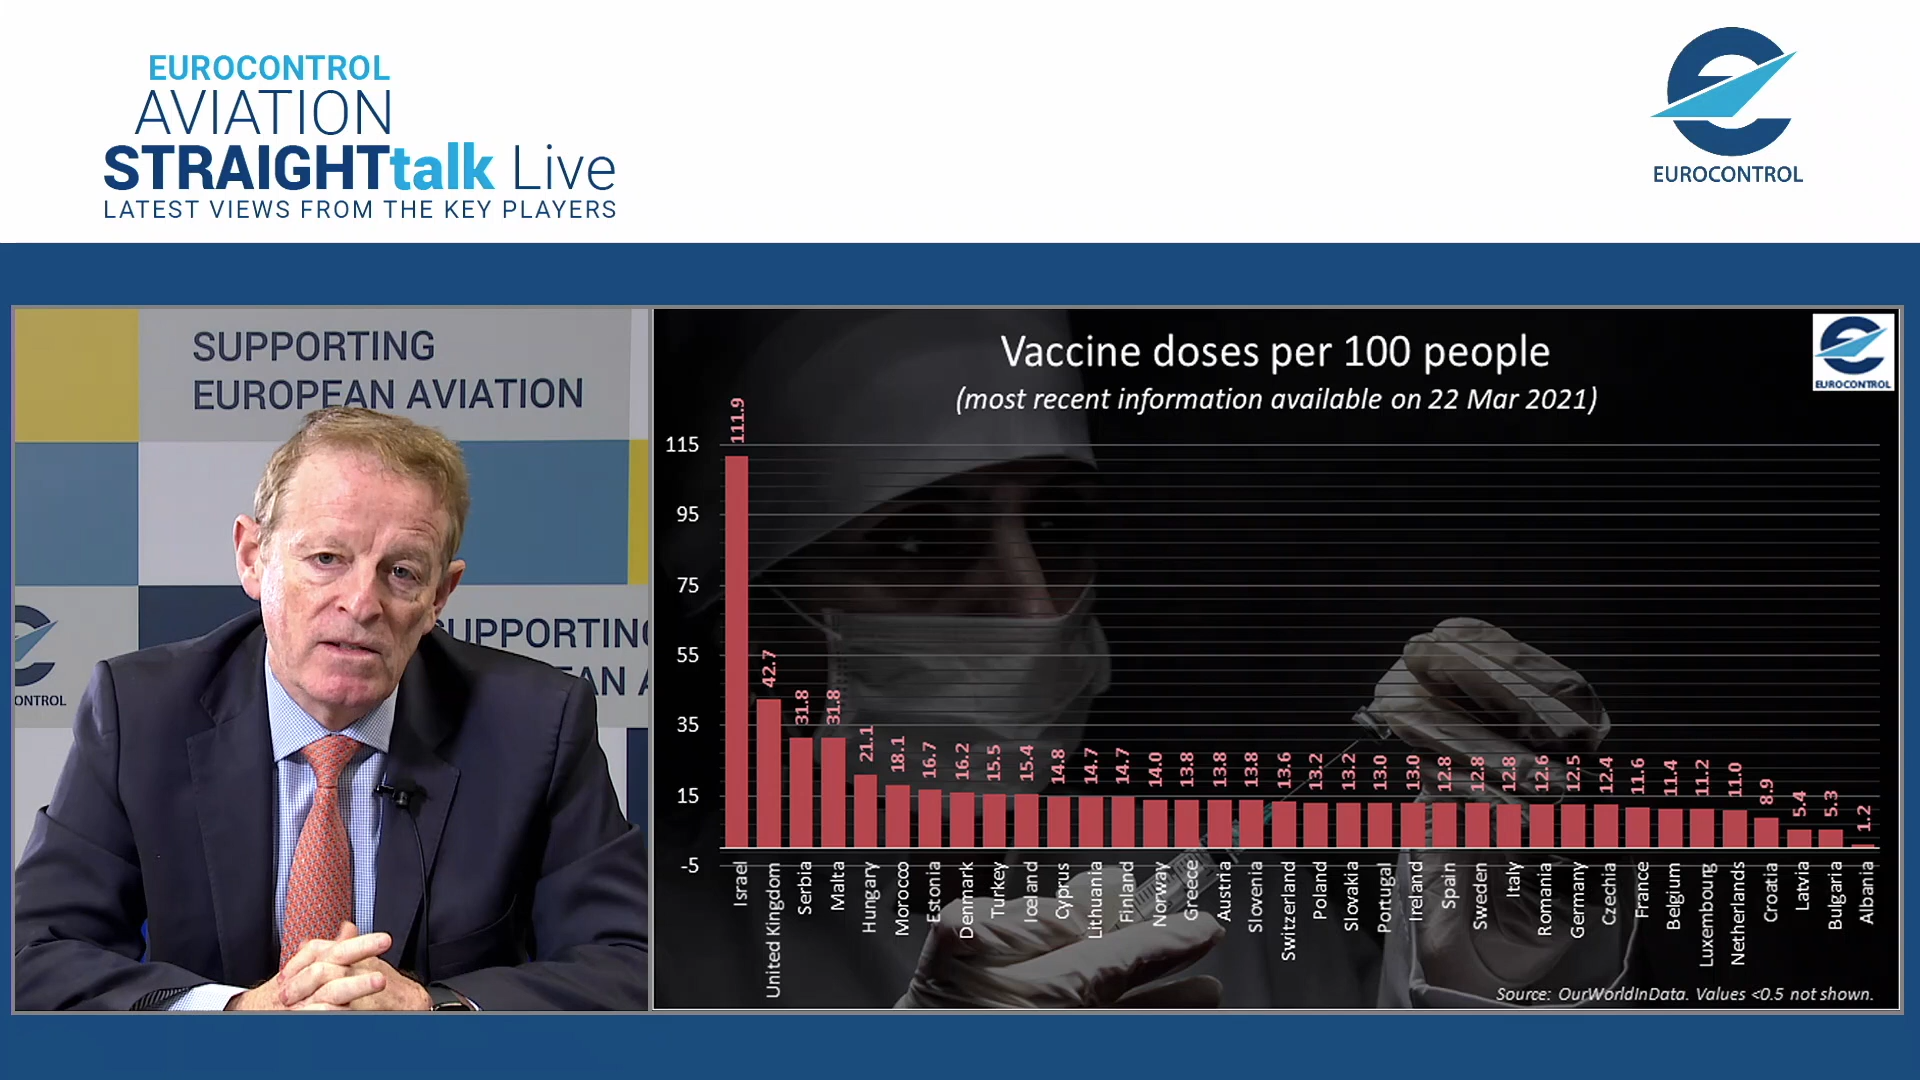 EUROCONTROL
AVIATION
STRAIGHTtalk Live
LATEST VIEWS FROM THE KEY PLAYERS
EUROCONTROL
SUPPORTING
EUROPEAN AVIATION
SUPPORTING
EAN A
CONTROL
Vaccine doses per 100 people
(most recent information available on 22 Mar 2021)
EUROCONTROL
115
95
75
55
35
15
-5
111.9
42.7
31.8
31.8
21.1
18.1
16.7
16.2
15.5
15.4
14.8
14.7
14.7
14.0
13.8
13.8
13.8
13.6
13.2
13.2
13.0
13.0
12.8
12.8
12.8
12.6
12.5
12.4
11.6
11.4
11.2
11.0
8.9
5.4
5.3
1.2
Israel
United Kingdom
Serbia
Malta
Hungary
Morocco
Estonia
Denmark
Turkey
Iceland
Cyprus
Lithuania
Finland
Norway
Greece
Austria
Slovenia
Switzerland
Poland
Slovakia
Portugal
Ireland
Spain
Sweden
Italy
Romania
Germany
Czechia
France
Belgium
Luxembourg
Netherlands
Croatia
Latvia
Bulgaria
Albania
Source: OurWorldInData. Values <0.5 not shown.